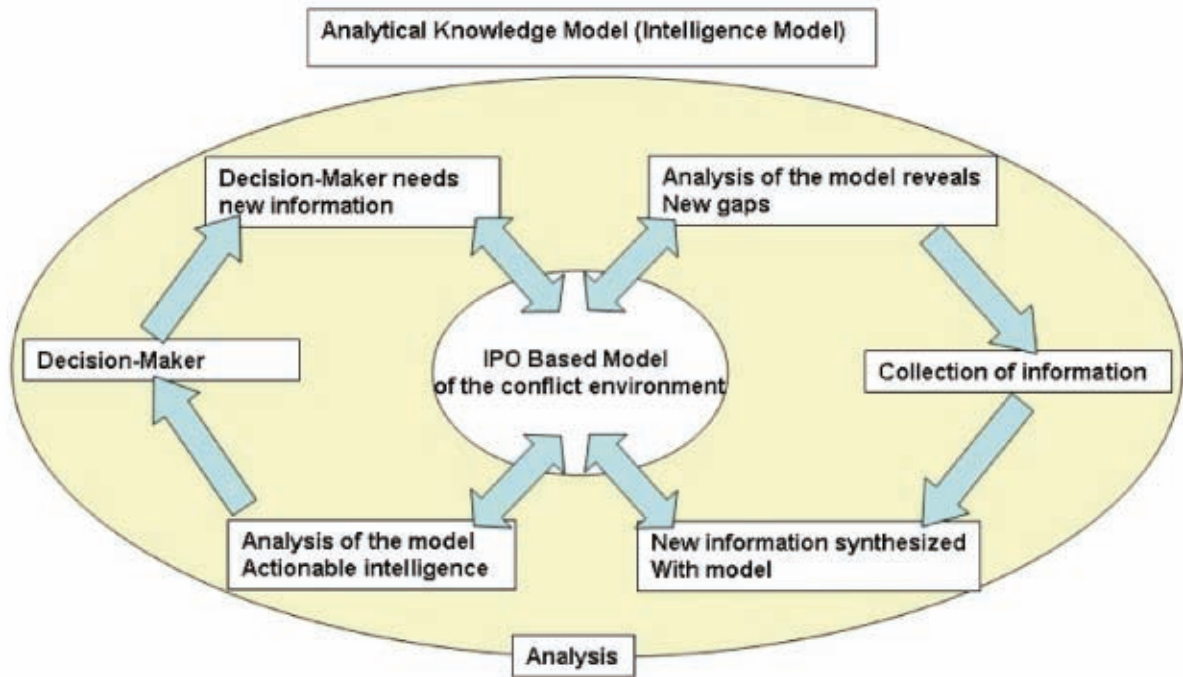 Analytical Knowledge Model (Intelligence Model)
Decision-Maker needs
new information
Analysis of the model reveals
New gaps
Decision-Maker
IPO Based Model
of the conflict environment
Collection of information
Analysis of the model
Actionable intelligence
New information synthesized
With model
Analysis